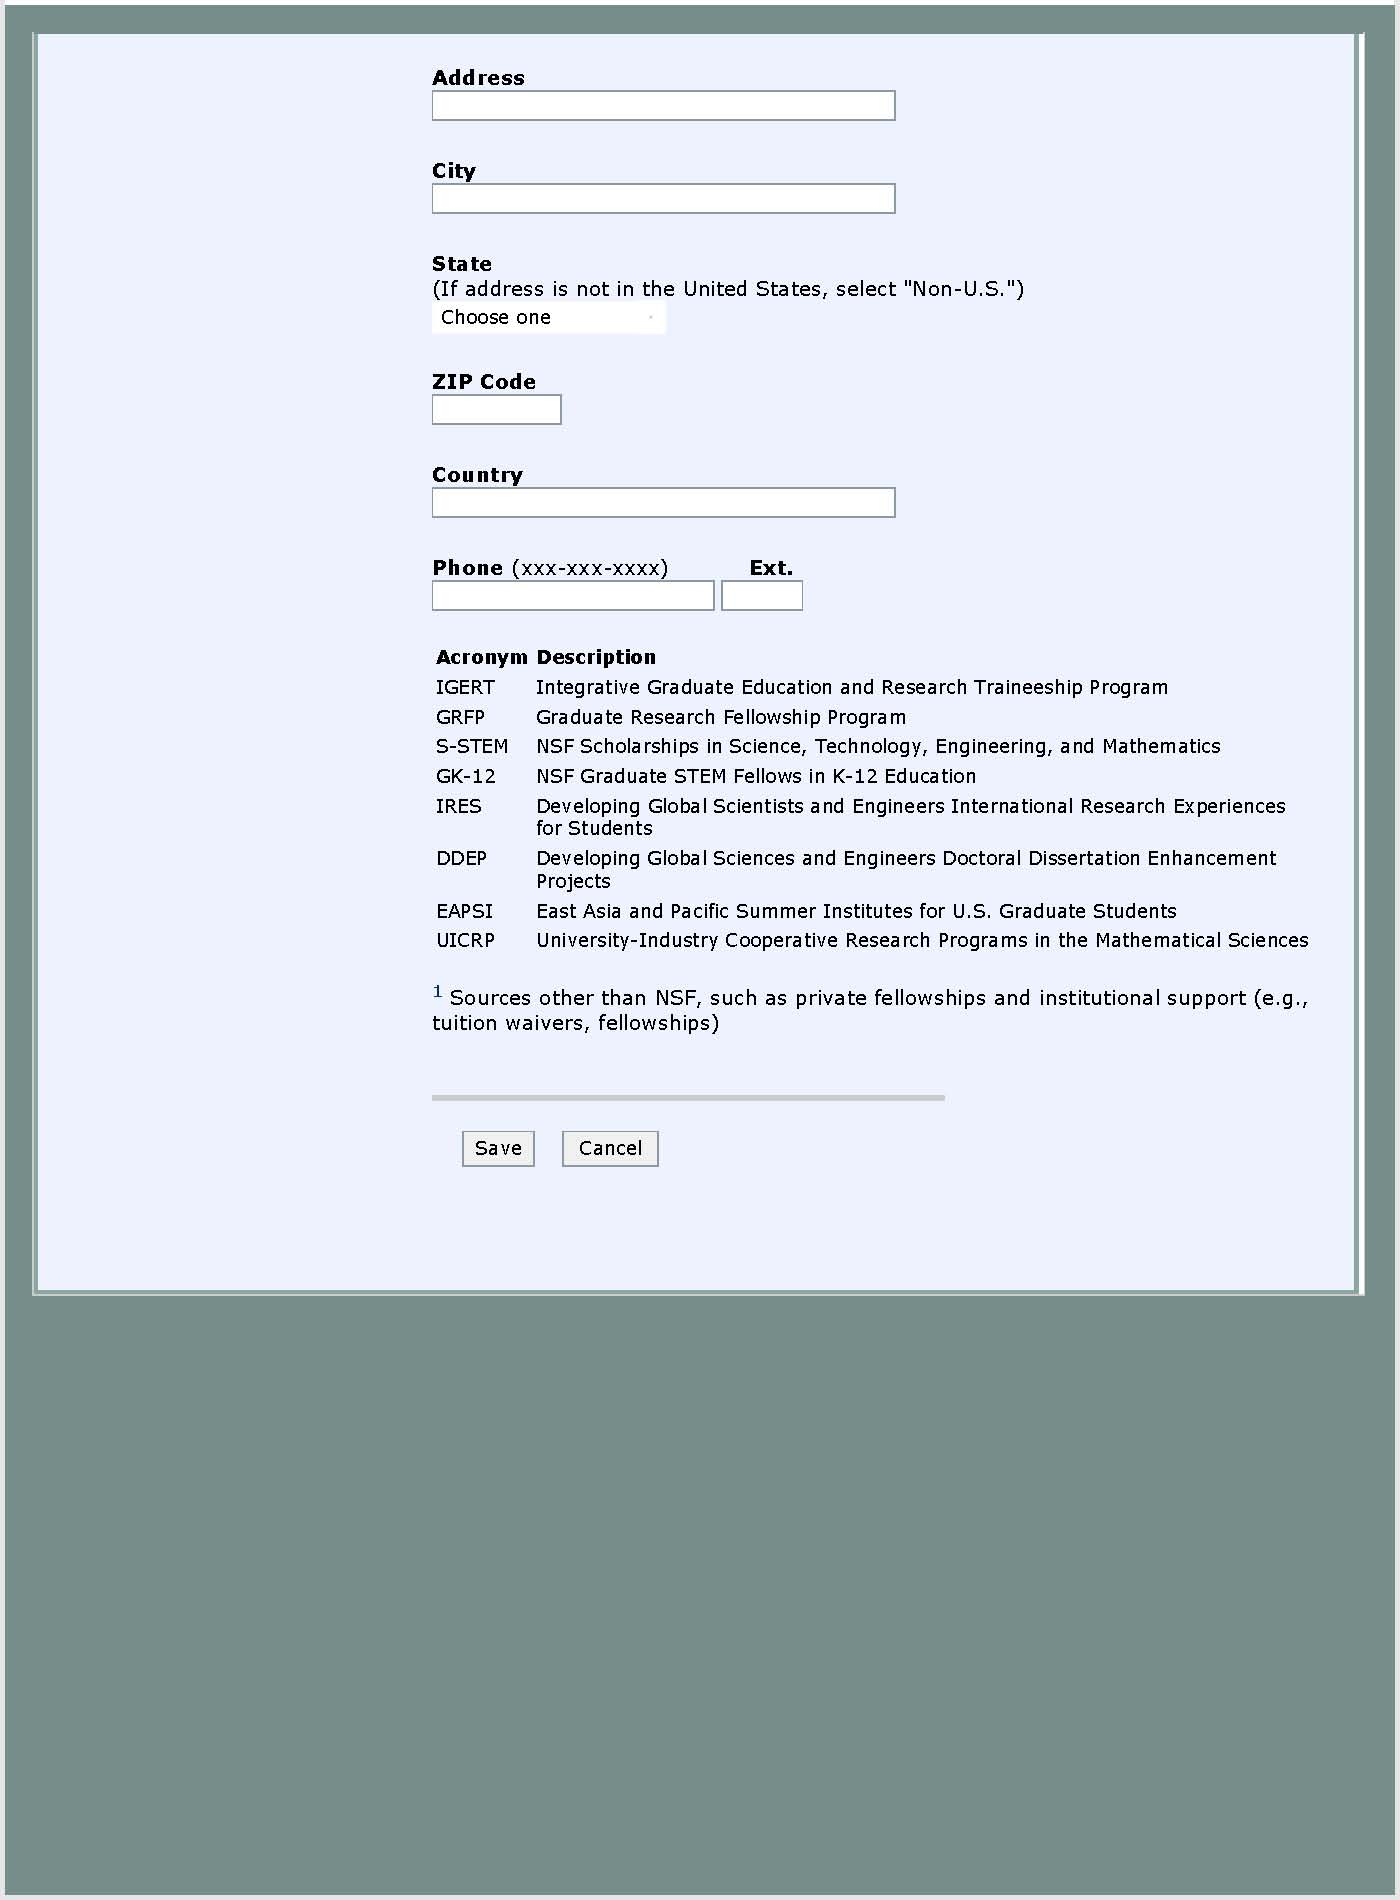 Address
City
State
(If address is not in the United States, select "Non-U.S.")
Choose one
ZIP Code
Country
Phone (xxx-xxx-xxxx) Ext.
Acronym Description
IGERT Integrative Graduate Education and Research Traineeship Program
GRFP Graduate Research Fellowship Program
S-STEM NSF Scholarships in Science, Technology, Engineering, and Mathematics
GK-12 NSF Graduate STEM Fellows in K-12 Education
IRES Developing Global Scientists and Engineers International Research Experiences
for Students
DDEP Developing Global Sciences and Engineers Doctoral Dissertation Enhancement
Projects
EAPSI East Asia and Pacific Summer Institutes for U.S. Graduate Students
UICRP University-Industry Cooperative Research Programs in the Mathematical Sciences
1 Sources other than NSF, such as private fellowships and institutional support (e.g.,
tuition waivers, fellowships)
Save Cancel